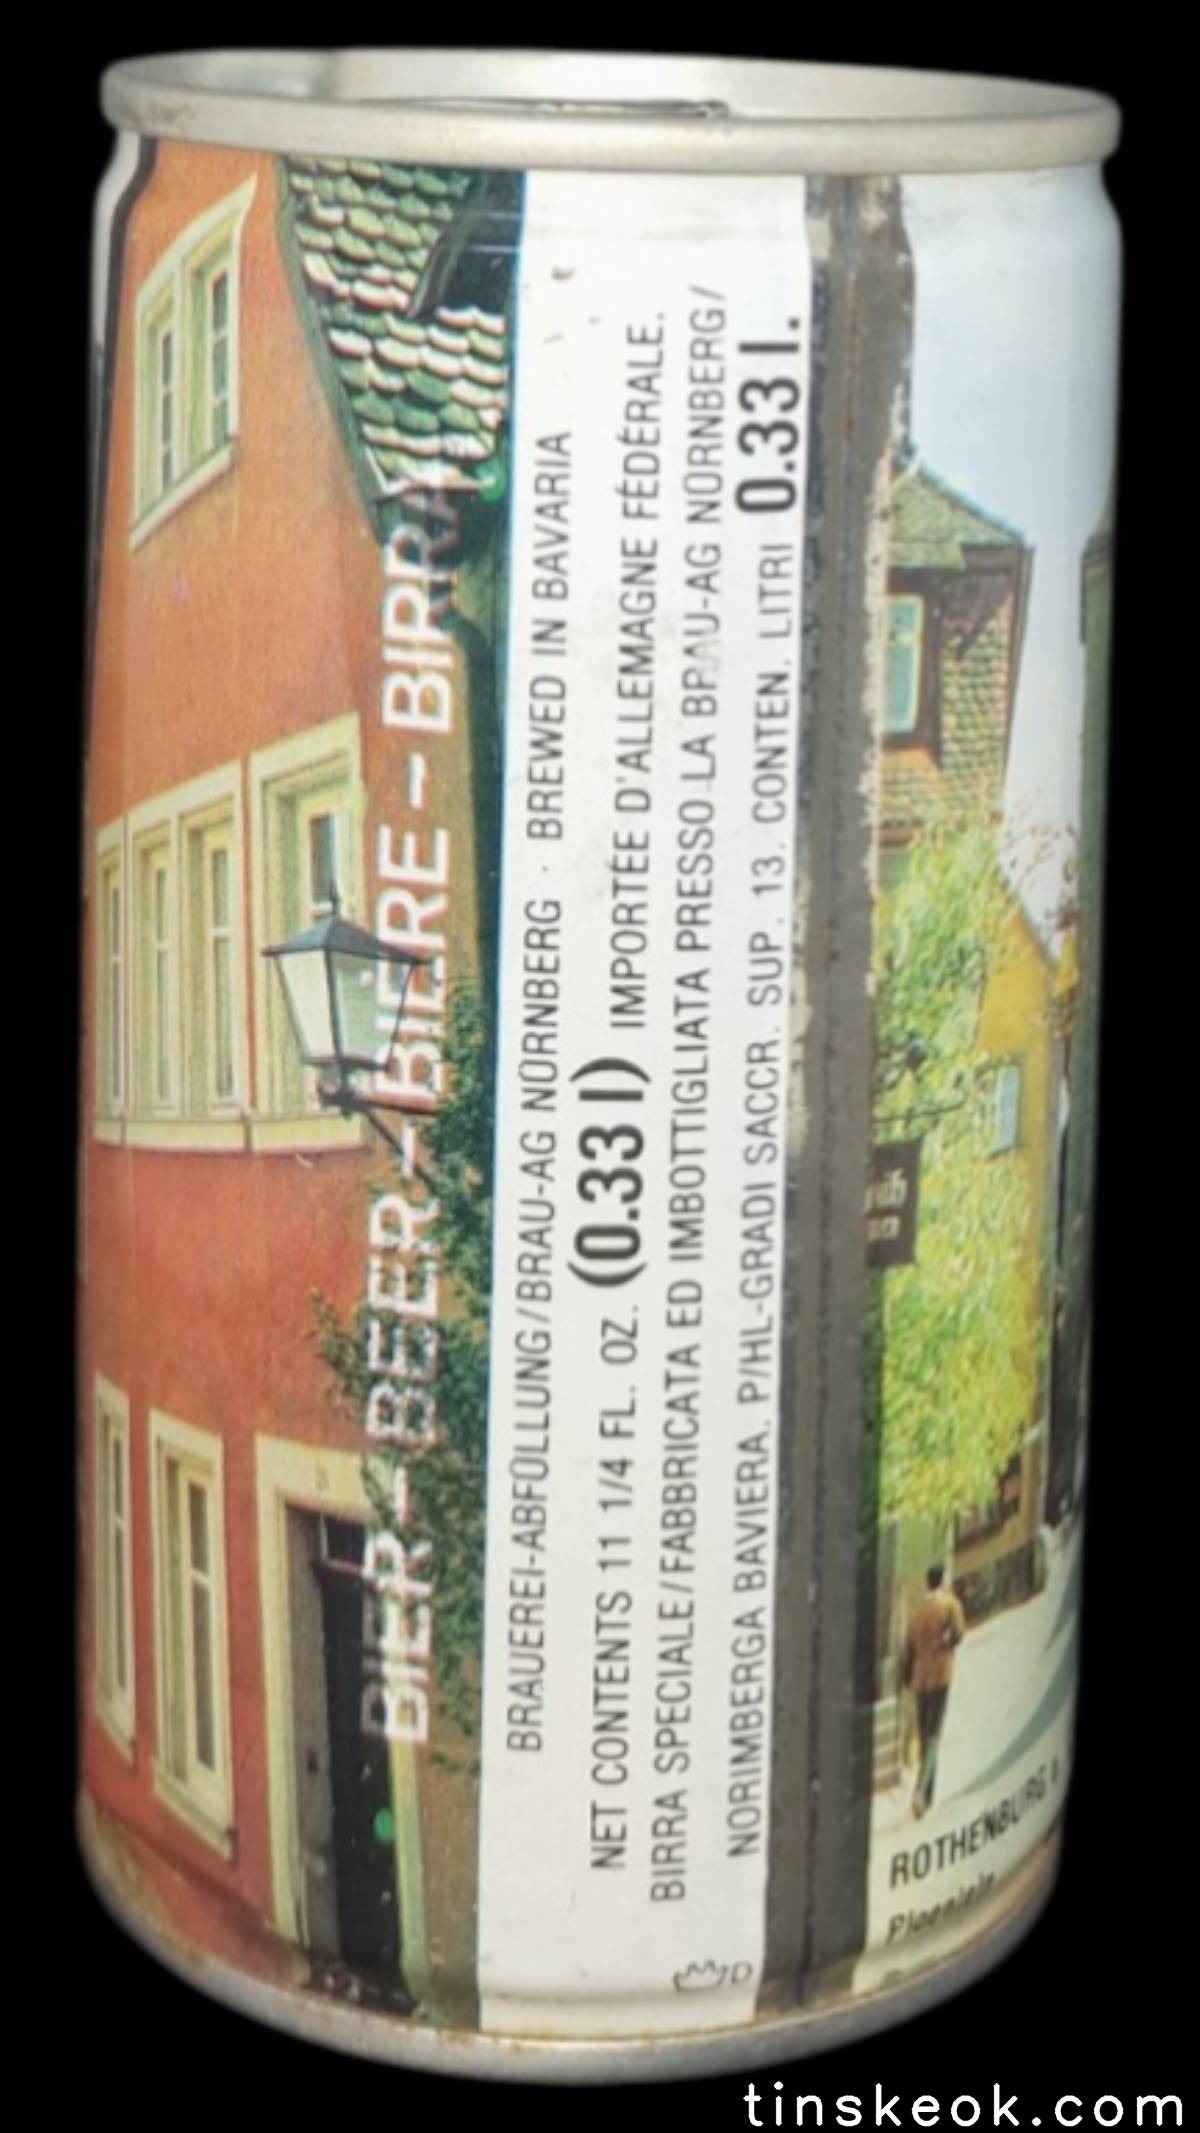 BIER - BEER - BIERE - BIRRA
BRAUEREI-ABFÜLLUNG/BRAU-AG NÜRNBERG · BREWED IN BAVARIA
NET CONTENTS 11 1/4 FL. OZ. (0.33 l) IMPORTÉE D'ALLEMAGNE FÉDÉRALE.
BIRRA SPECIALE/FABBRICATA ED IMBOTTIGLIATA PRESSO LA BRAU-AG NÜRNBERG/
NORIMBERGA BAVIERA. P/HL-GRADI SACCR. SUP. 13. CONTEN. LITRI 0.33 l.
D
ROTHENBURG
Ploenlein
tinskeok.com